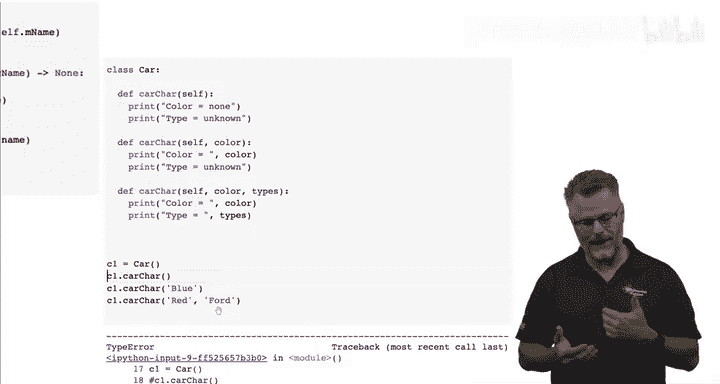 elf.mName)
Name) -> None:
)
name)
class Car:
def carChar(self):
print("Color = none")
print("Type = unknown")
def carChar(self, color):
print("Color = ", color)
print("Type = unknown")
def carChar(self, color, types):
print("Color = ", color)
print("Type = ", types)
c1 = Car()
c1.carChar()
c1.carChar('Blue')
c1.carChar('Red', 'Ford')
TypeError Traceback (most recent call last)
<ipython-input-9-ff525657b3b0> in <module>()
17 c1 = Car()
18 #c1.carChar()